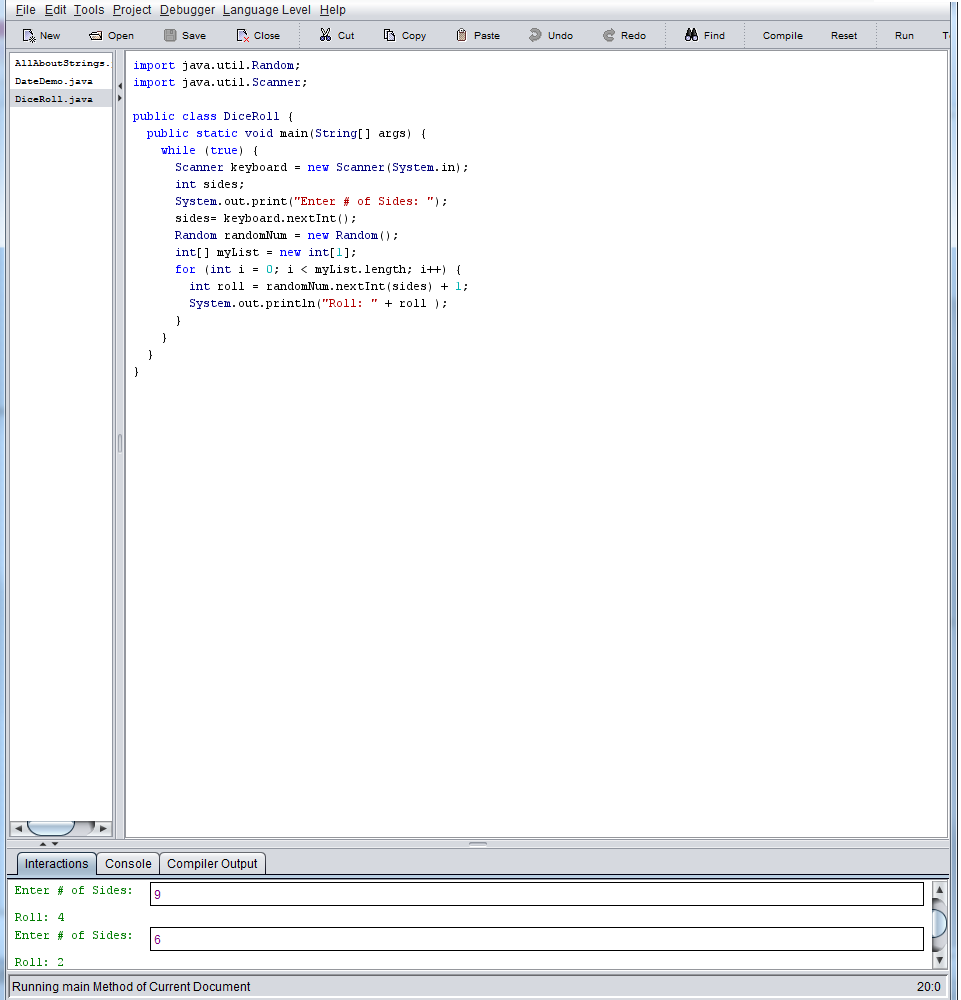 File Edit Tools Project Debugger Language Level Help
New Open Save Close Cut Copy Paste Undo Redo Find Compile Reset Run
AllAboutStrings.
DateDemo.java
DiceRoll.java
import java.util.Random;
import java.util.Scanner;
public class DiceRoll {
public static void main(String[] args) {
while (true) {
Scanner keyboard = new Scanner(System.in);
int sides;
System.out.print("Enter # of Sides: ");
sides= keyboard.nextInt();
Random randomNum = new Random();
int[] myList = new int[1];
for (int i = 0; i < myList.length; i++) {
int roll = randomNum.nextInt(sides) + 1;
System.out.println("Roll: " + roll );
}
}
}
}
Interactions Console Compiler Output
Enter # of Sides: 9
Roll: 4
Enter # of Sides: 6
Roll: 2
Running main Method of Current Document 20:0